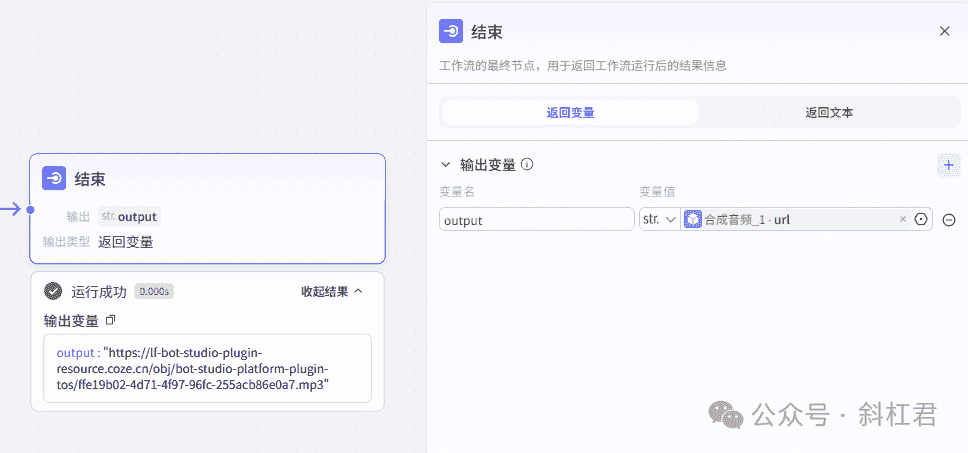 结束
输出 str. output
输出类型 返回变量
运行成功 0.000s 收起结果
输出变量
output : "https://lf-bot-studio-plugin-
resource.coze.cn/obj/bot-studio-platform-plugin-
tos/ffe19b02-4d71-4f97-96fc-255acb86e0a7.mp3"
结束
工作流的最终节点，用于返回工作流运行后的结果信息
返回变量 返回文本
输出变量
变量名 变量值
output str. 合成音频_1 · url
公众号 · 斜杠君